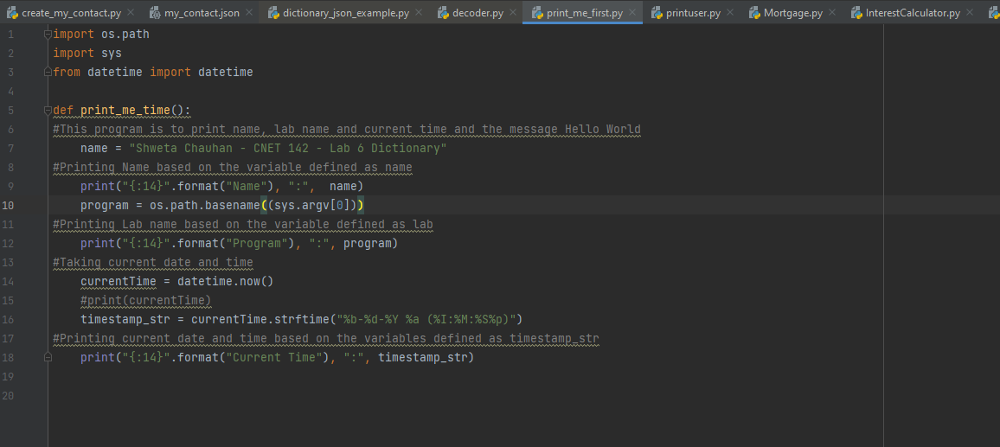 create_my_contact.py my_contact.json dictionary_json_example.py decoder.py print_me_first.py printuser.py Mortgage.py InterestCalculator.py
1 import os.path
2 import sys
3 from datetime import datetime
4
5 def print_me_time():
6 #This program is to print name, lab name and current time and the message Hello World
7     name = "Shweta Chauhan - CNET 142 - Lab 6 Dictionary"
8 #Printing Name based on the variable defined as name
9     print("{:14}".format("Name"), ":",  name)
10     program = os.path.basename((sys.argv[0]))
11 #Printing Lab name based on the variable defined as lab
12     print("{:14}".format("Program"), ":", program)
13 #Taking current date and time
14     currentTime = datetime.now()
15     #print(currentTime)
16     timestamp_str = currentTime.strftime("%b-%d-%Y %a (%I:%M:%S%p)")
17 #Printing current date and time based on the variables defined as timestamp_str
18     print("{:14}".format("Current Time"), ":", timestamp_str)
19
20